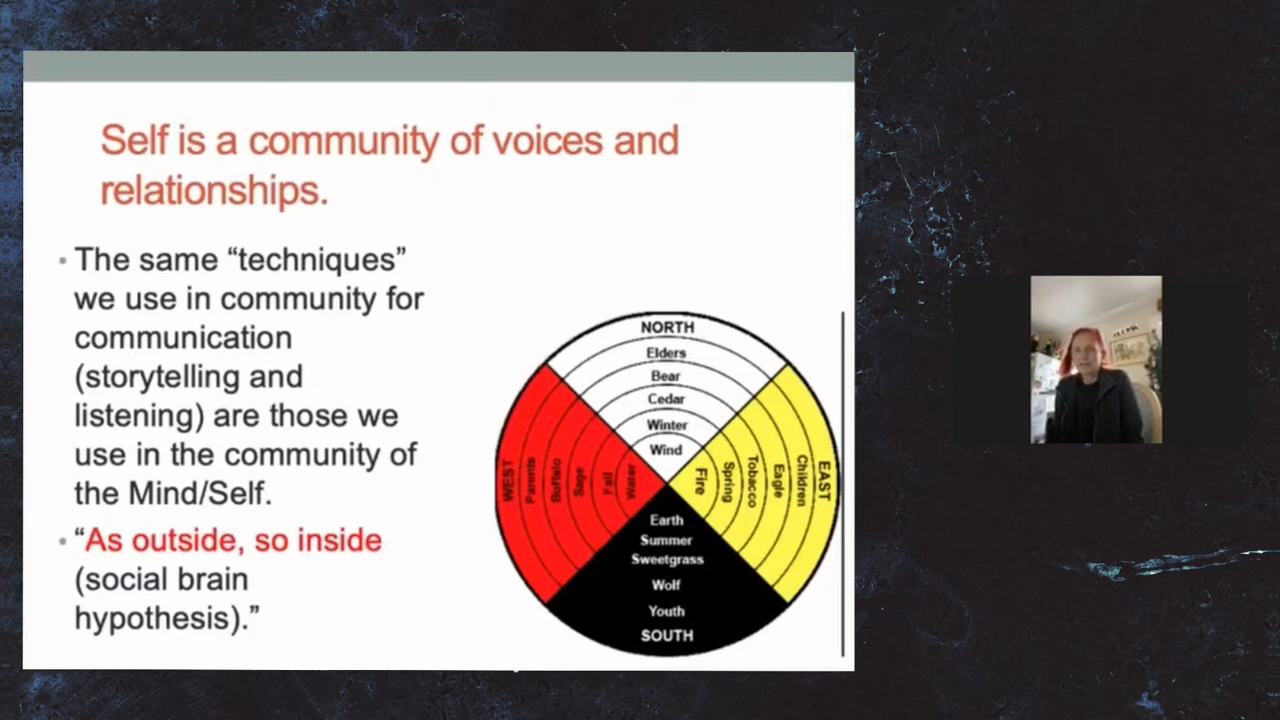 Self is a community of voices and
relationships.
The same “techniques”
we use in community for
communication
(storytelling and
listening) are those we
use in the community of
the Mind/Self.
“As outside, so inside
(social brain
hypothesis).”
NORTH
Elders
Bear
Cedar
Winter
Wind
WEST
Parents
Buffalo
Sage
Fall
Water
Fire
Spring
Tobacco
Eagle
Children
EAST
Earth
Summer
Sweetgrass
Wolf
Youth
SOUTH